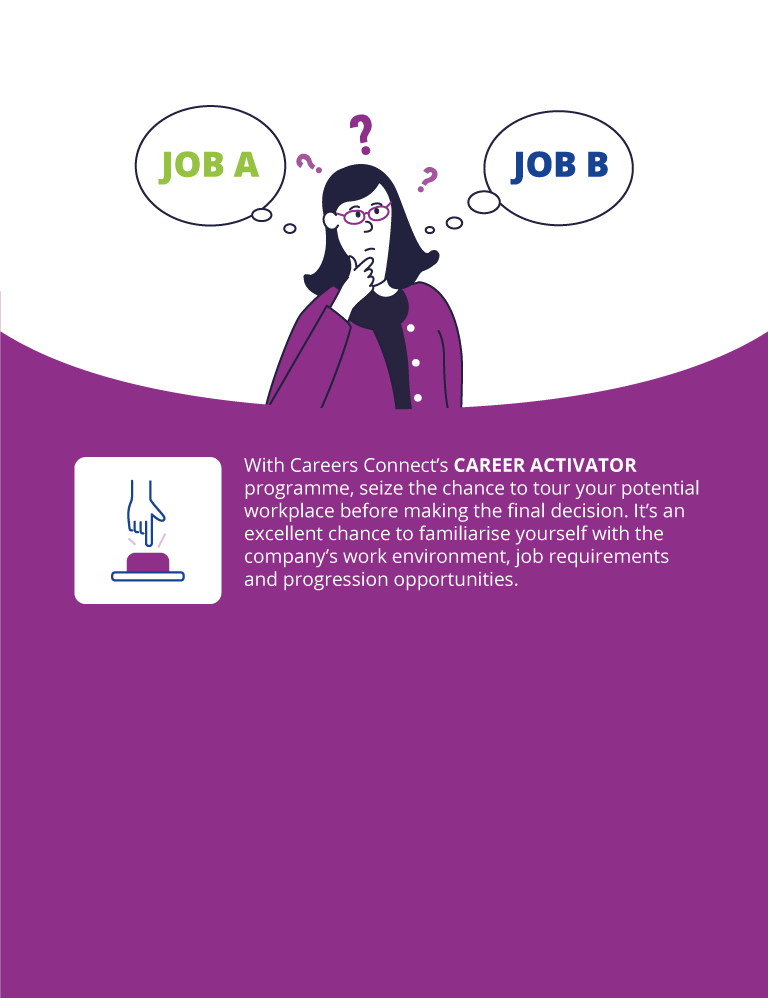 JOB A
?
?
?
JOB B
With Careers Connect’s CAREER ACTIVATOR
programme, seize the chance to tour your potential
workplace before making the final decision. It’s an
excellent chance to familiarise yourself with the
company’s work environment, job requirements
and progression opportunities.